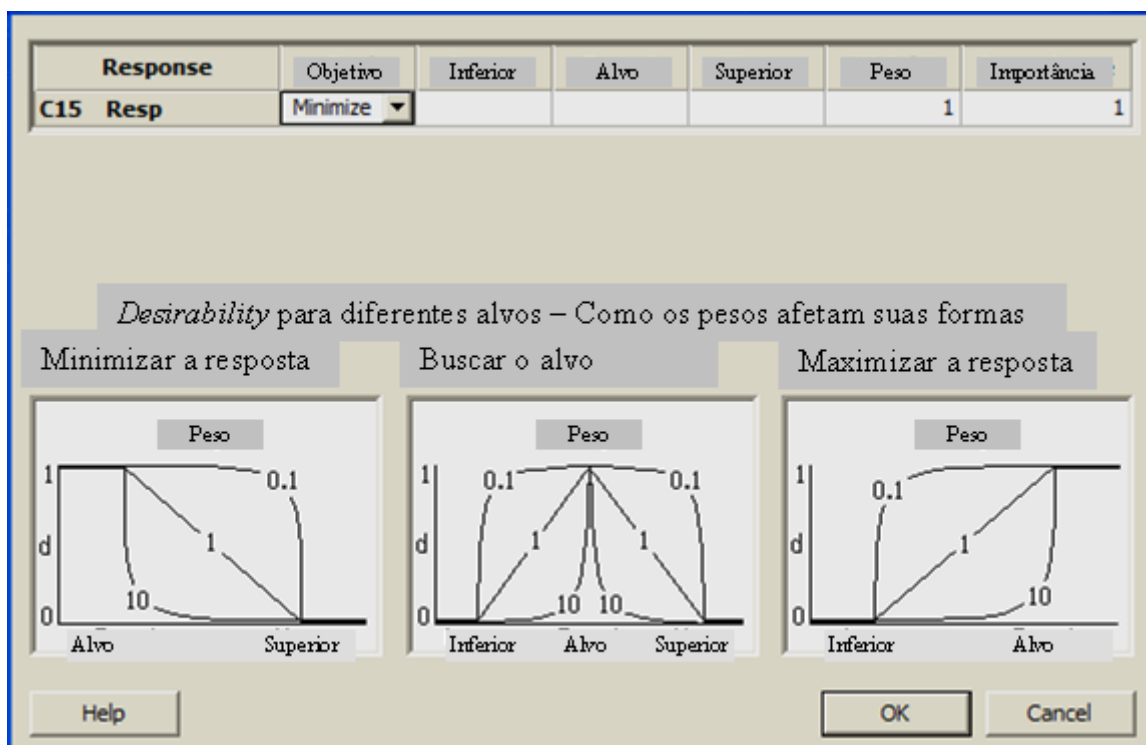 Response Objetivo Inferior Alvo Superior Peso Importância
C15 Resp Minimize 1 1
Desirability para diferentes alvos – Como os pesos afetam suas formas
Minimizar a resposta Buscar o alvo Maximizar a resposta
Peso Peso Peso
1 0.1 1 0.1 0.1 1 0.1
d 1 d 1 1 d 1
0 10 0 10 10 0 10
Alvo Superior Inferior Alvo Superior Inferior Alvo
Help OK Cancel